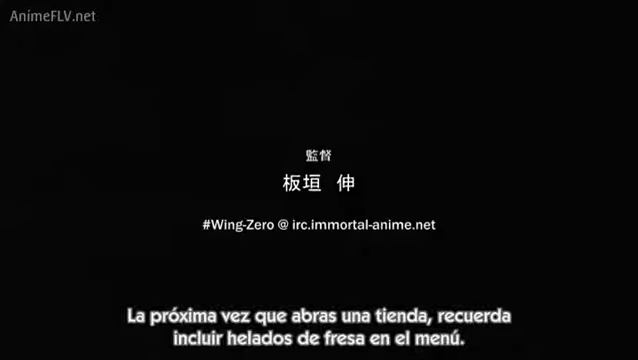 AnimeFLV.net
監督
板垣 伸
#Wing-Zero @ irc.immortal-anime.net
La próxima vez que abras una tienda, recuerda
incluir helados de fresa en el menú.